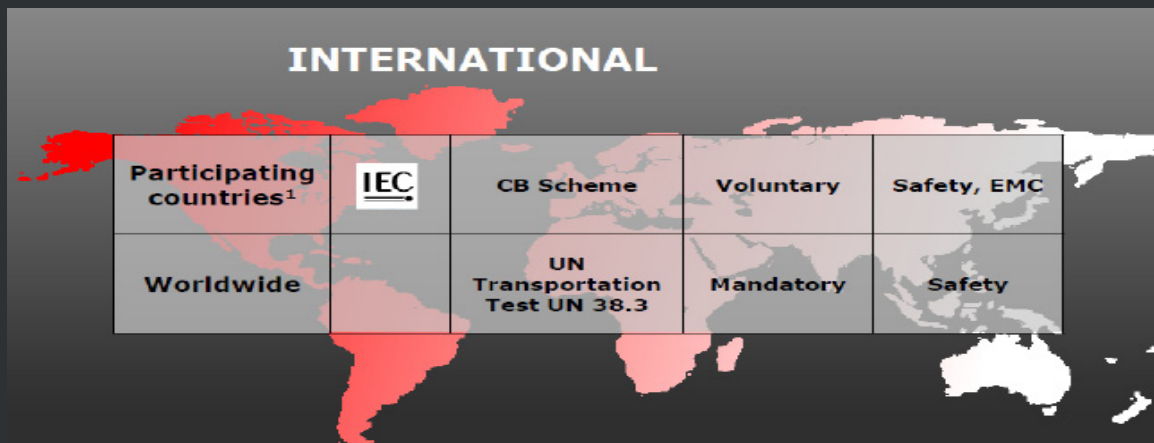 INTERNATIONAL
Participating
countries¹
IEC
CB Scheme
Voluntary
Safety, EMC
Worldwide
UN
Transportation
Test UN 38.3
Mandatory
Safety